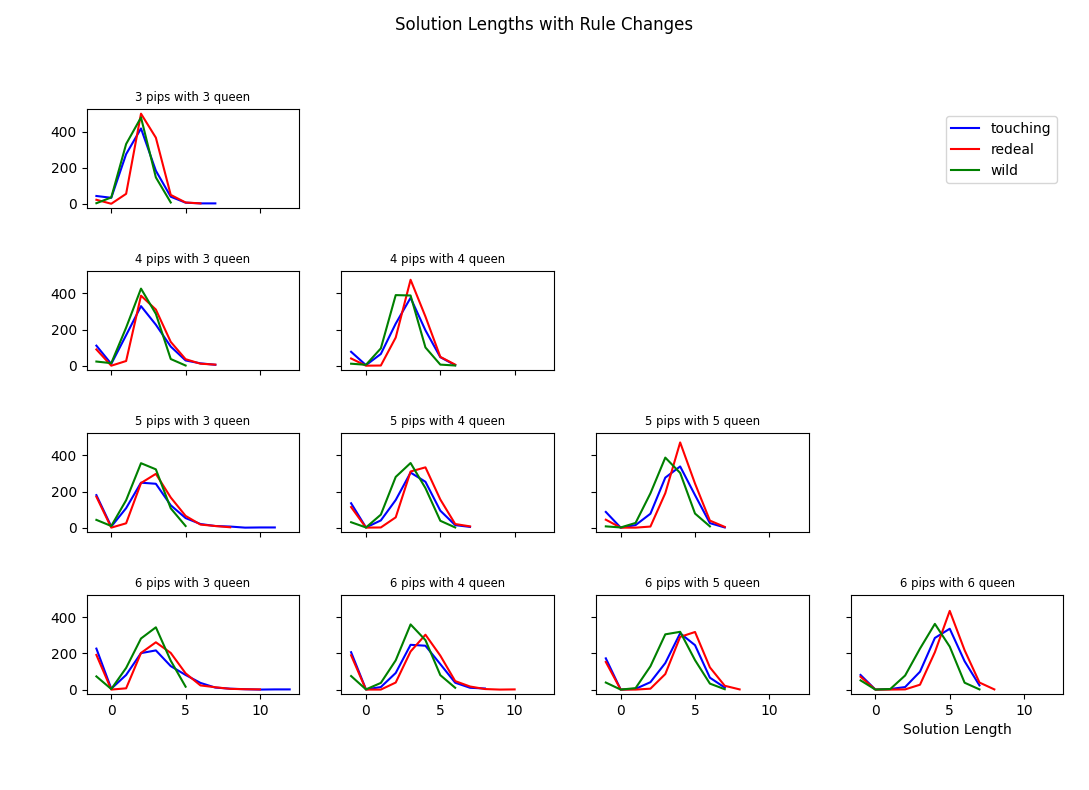 Solution Lengths with Rule Changes
3 pips with 3 queen
400
200
0
touching
redeal
wild
4 pips with 3 queen
4 pips with 4 queen
400
200
0
5 pips with 3 queen
5 pips with 4 queen
5 pips with 5 queen
400
200
0
6 pips with 3 queen
6 pips with 4 queen
6 pips with 5 queen
6 pips with 6 queen
400
200
0
0 5 10
0 5 10
0 5 10
0 5 10
Solution Length